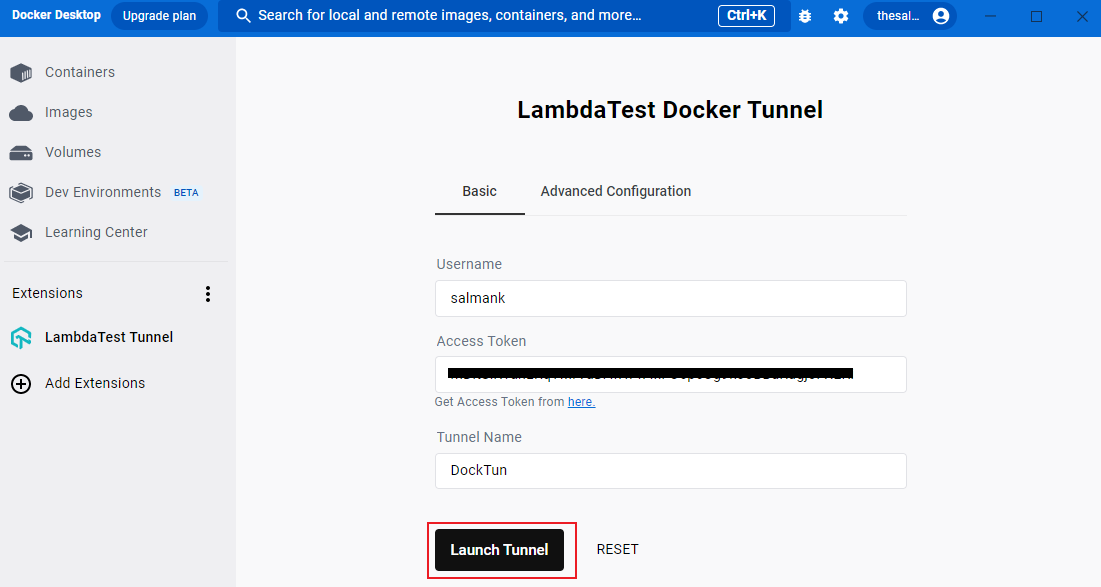 Docker Desktop Upgrade plan Search for local and remote images, containers, and more... Ctrl+K thesal...
Containers
Images
Volumes
Dev Environments BETA
Learning Center
Extensions
LambdaTest Tunnel
Add Extensions
LambdaTest Docker Tunnel
Basic Advanced Configuration
Username
salmank
Access Token
Get Access Token from here.
Tunnel Name
DockTun
Launch Tunnel RESET